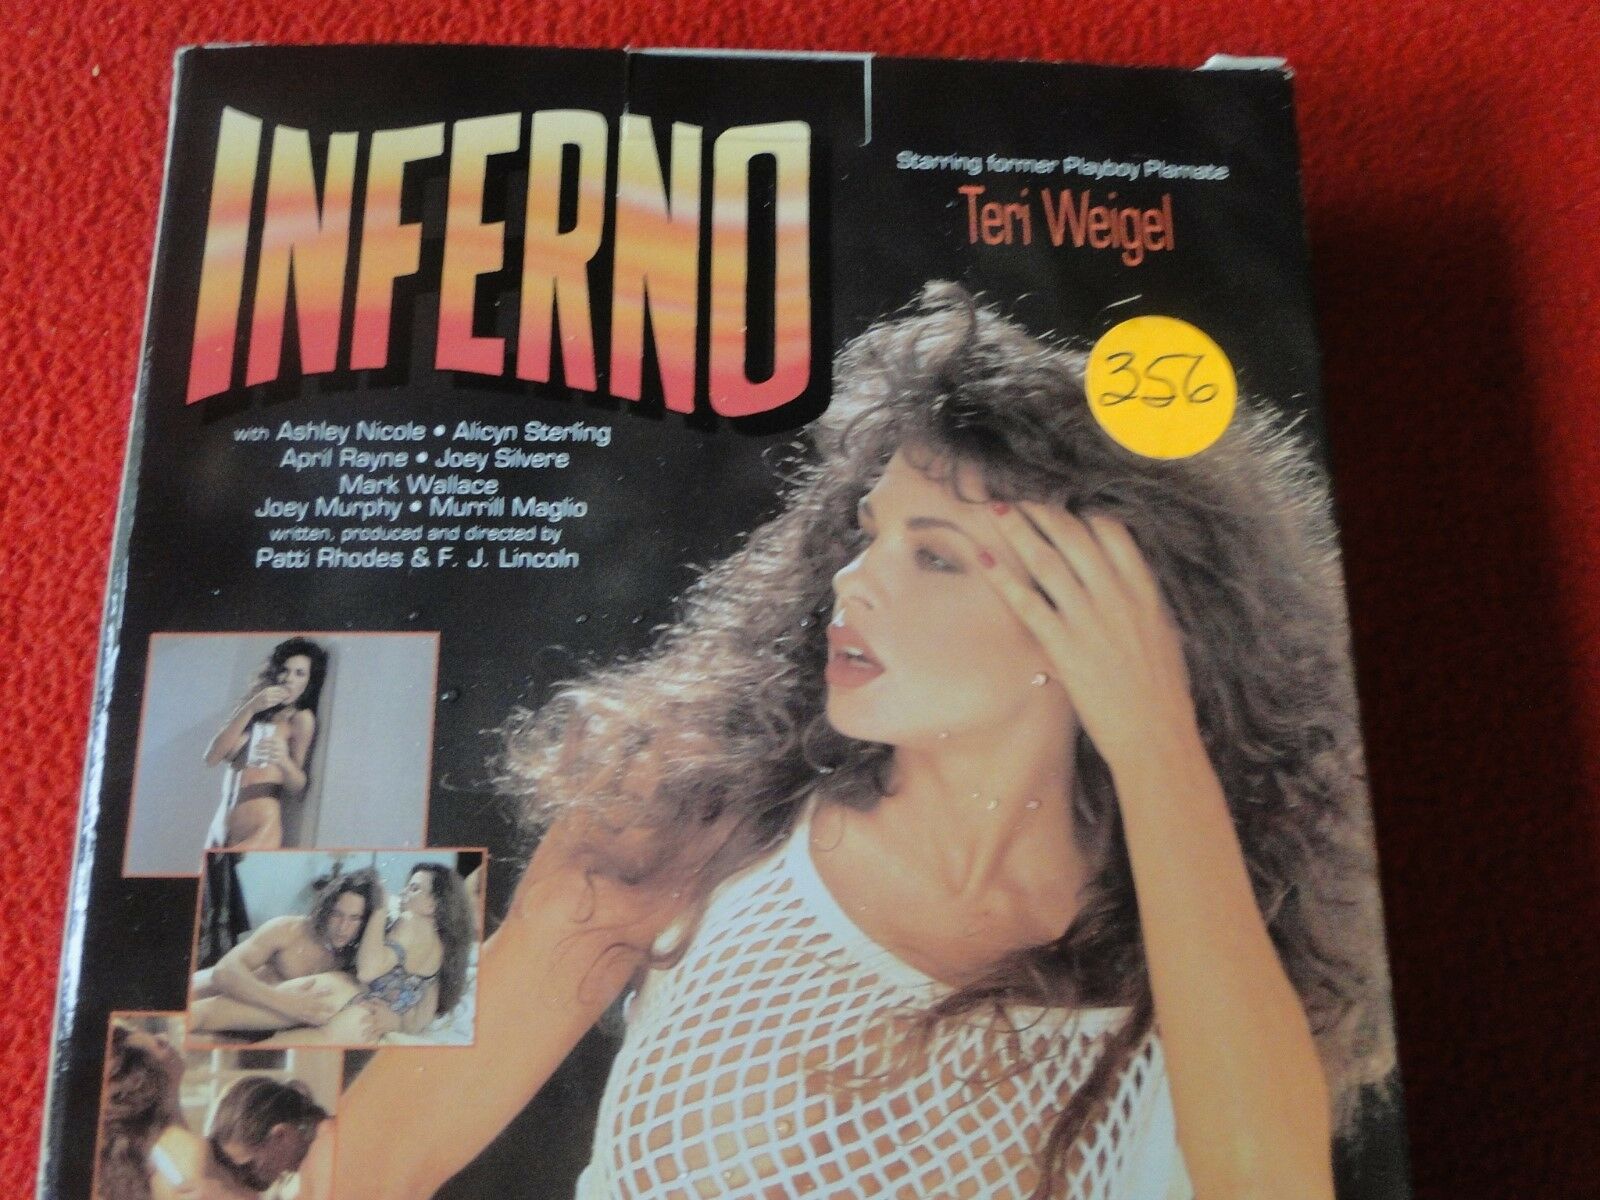 INFERNO
Starring former Playboy Plamate
Teri Weigel
356
with Ashley Nicole • Alicyn Sterling
April Rayne • Joey Silvere
Mark Wallace
Joey Murphy • Murrill Maglio
written, produced and directed by
Patti Rhodes & F. J. Lincoln